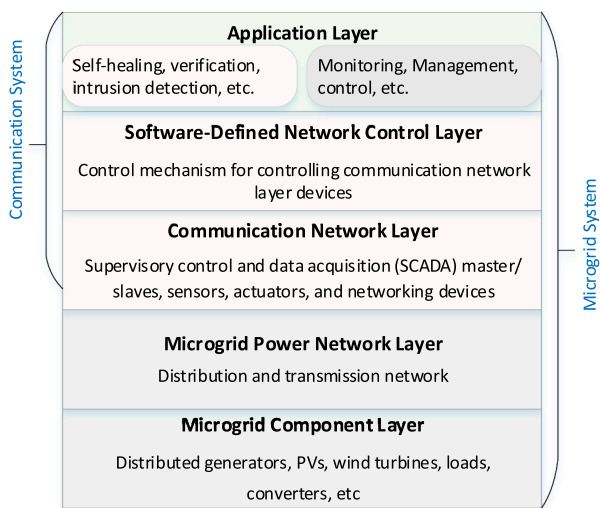 Communication System
Application Layer
Self-healing, verification,
intrusion detection, etc.
Monitoring, Management,
control, etc.
Software-Defined Network Control Layer
Control mechanism for controlling communication network
layer devices
Communication Network Layer
Supervisory control and data acquisition (SCADA) master/
slaves, sensors, actuators, and networking devices
Microgrid Power Network Layer
Distribution and transmission network
Microgrid Component Layer
Distributed generators, PVs, wind turbines, loads,
converters, etc
Microgrid System